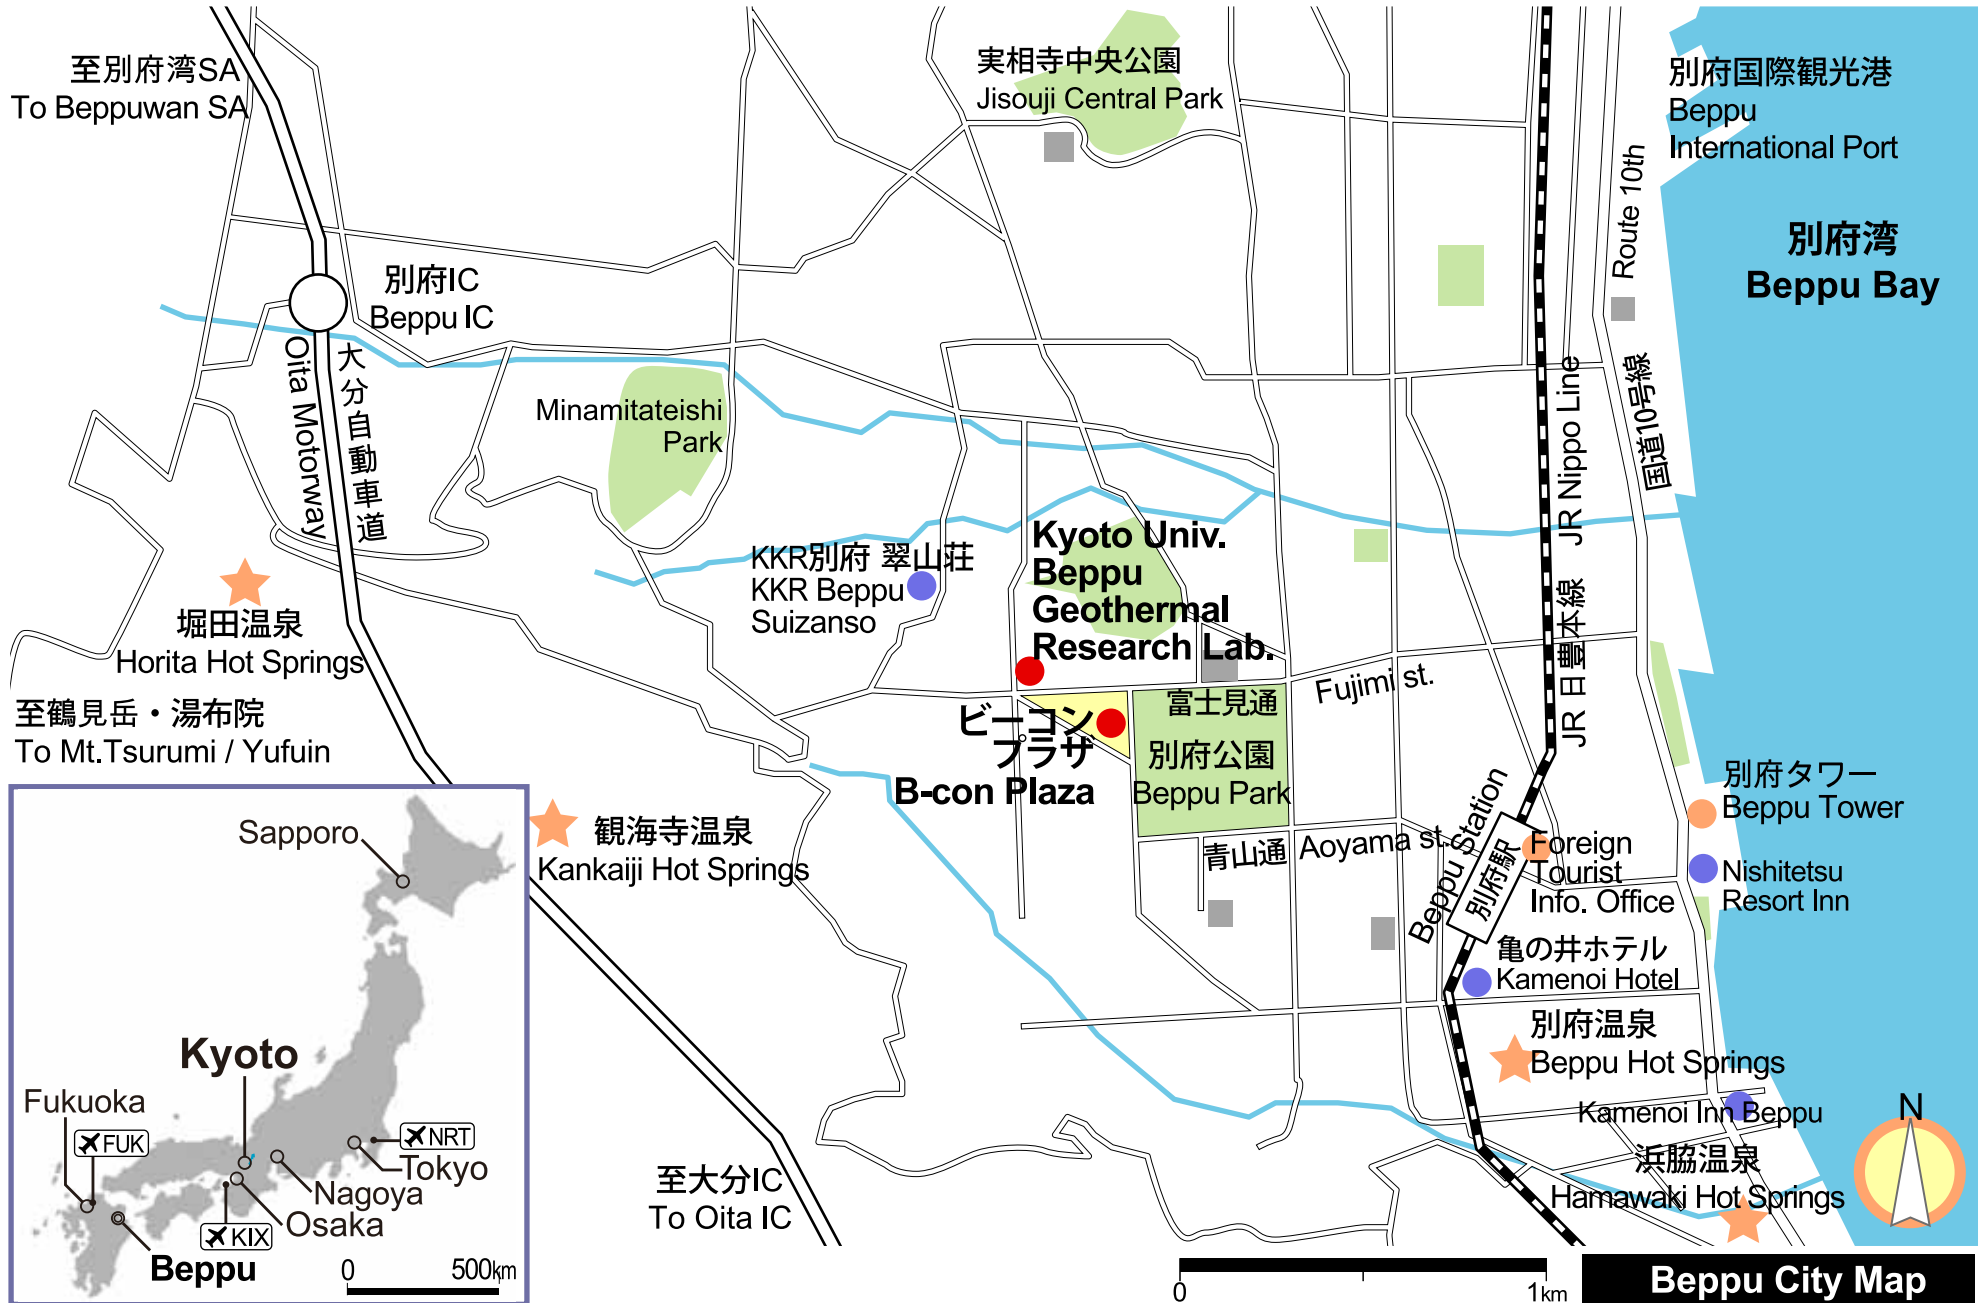 至別府湾SA
To Beppuwan SA
実相寺中央公園
Jisouji Central Park
別府国際観光港
Beppu
International Port
Route 10th
別府湾
Beppu Bay
別府IC
Beppu IC
Oita Motorway
大分自動車道
Minamitateishi
Park
JR Nippo Line
国道10号線
KKR別府 翠山荘
KKR Beppu
Suizanso
Kyoto Univ.
Beppu
Geothermal
Research Lab.
堀田温泉
Horita Hot Springs
JR 日豊本線
至鶴見岳・湯布院
To Mt.Tsurumi / Yufuin
富士見通
Fujimi st.
ビーコン
プラザ
B-con Plaza
別府公園
Beppu Park
別府タワー
Beppu Tower
観海寺温泉
Kankaiji Hot Springs
青山通
Aoyama st.
Beppu Station
別府駅
Foreign
Tourist
Info. Office
Nishitetsu
Resort Inn
亀の井ホテル
Kamenoi Hotel
別府温泉
Beppu Hot Springs
Kamenoi Inn Beppu
浜脇温泉
Hamawaki Hot Springs
N
至大分IC
To Oita IC
Sapporo
Kyoto
Fukuoka
FUK
NRT
Tokyo
Nagoya
Osaka
KIX
Beppu
0
500km
0
1km
Beppu City Map